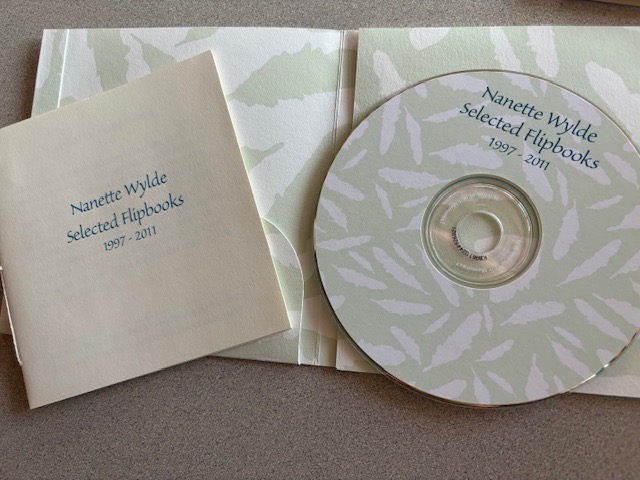 Nanette Wylde
Selected Flipbooks
1997 - 2011
Nanette Wylde
Selected Flipbooks
1997 - 2011